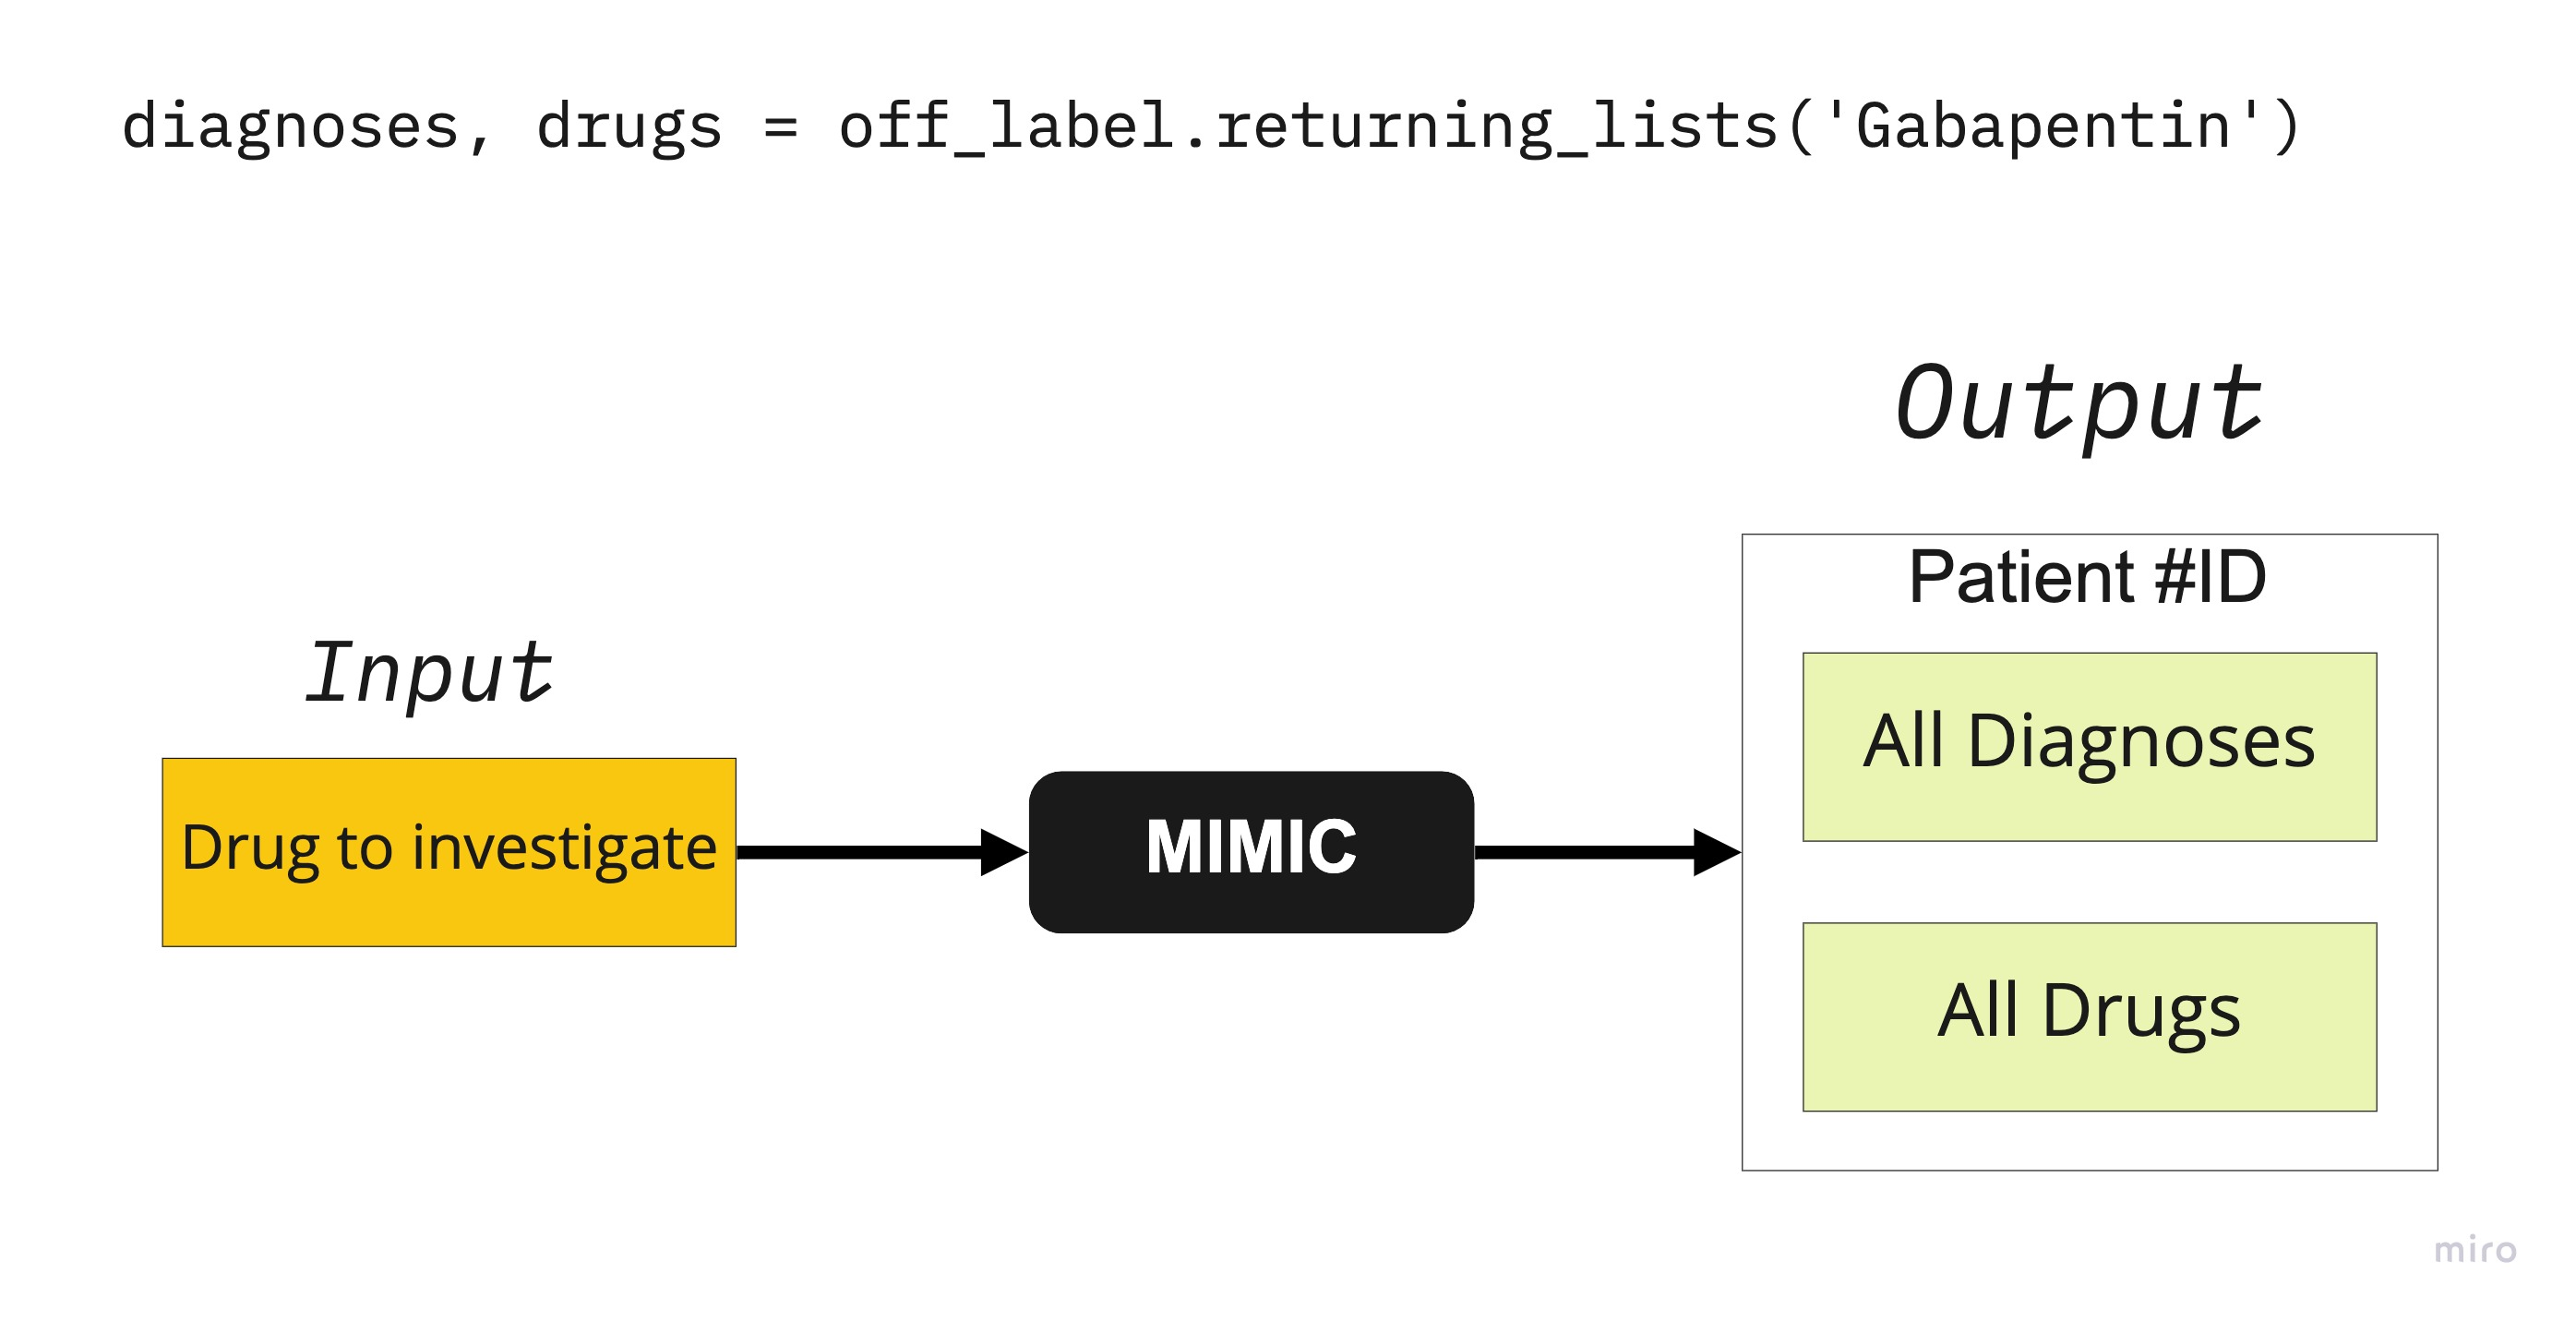 diagnoses, drugs = off_label.returning_lists('Gabapentin')
Output
Patient #ID
Input
All Diagnoses
Drug to investigate
MIMIC
All Drugs
miro